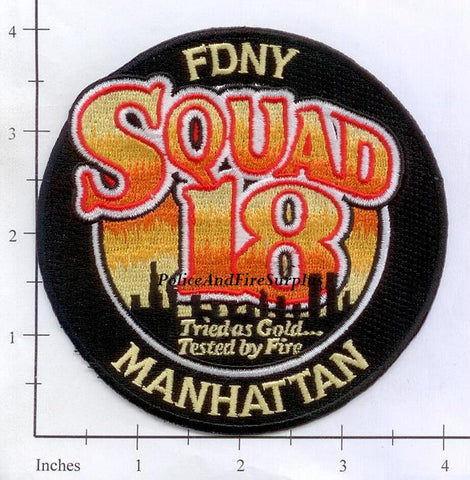 FDNY
SQUAD
18
PoliceAndFireSurplus
Tried as Gold...
Tested by Fire
MANHATTAN
4
3
2
1
Inches 1 2 3 4